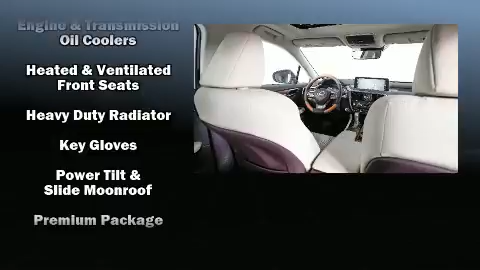 Engine & Transmission
Oil Coolers
Heated & Ventilated
Front Seats
Heavy Duty Radiator
Key Gloves
Power Tilt &
Slide Moonroof
Premium Package